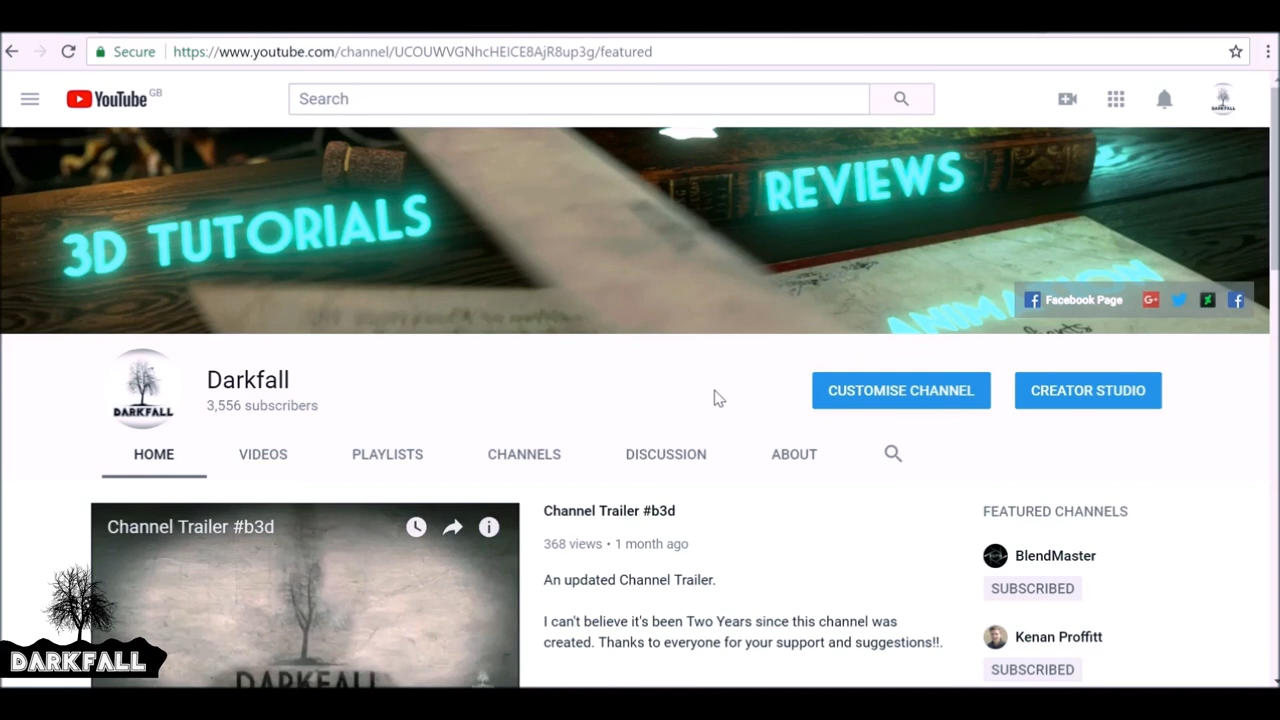 Secure
https://www.youtube.com/channel/UCOUWVGNhcHEICE8AjR8up3g/featured
YouTube GB
Search
DARKFALL
3D TUTORIALS
REVIEWS
ANIMATION
Facebook Page
G+
DARKFALL
Darkfall
3,556 subscribers
CUSTOMISE CHANNEL
CREATOR STUDIO
HOME
VIDEOS
PLAYLISTS
CHANNELS
DISCUSSION
ABOUT
Channel Trailer #b3d
DARKFALL
Channel Trailer #b3d
368 views • 1 month ago
An updated Channel Trailer.
I can't believe it's been Two Years since this channel was
created. Thanks to everyone for your support and suggestions!!.
FEATURED CHANNELS
BlendMaster
SUBSCRIBED
Kenan Proffitt
SUBSCRIBED
DARKFALL